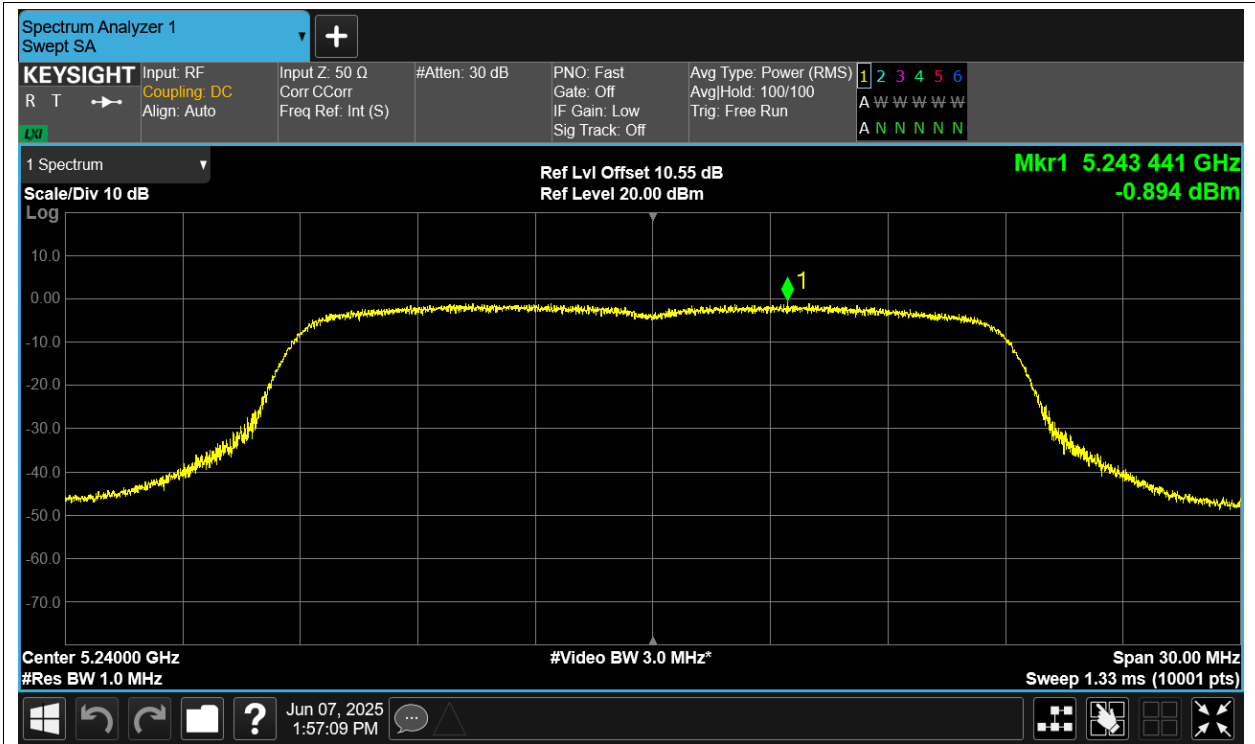 Spectrum Analyzer 1
Swept SA
KEYSIGHT
R T
LXI
Input: RF
Coupling: DC
Align: Auto
Input Z: 50 Ω
Corr CCorr
Freq Ref: Int (S)
#Atten: 30 dB
PNO: Fast
Gate: Off
IF Gain: Low
Sig Track: Off
Avg Type: Power (RMS)
Avg|Hold: 100/100
Trig: Free Run
1 2 3 4 5 6
A W W W W W
A N N N N N
1 Spectrum
Scale/Div 10 dB
Ref Lvl Offset 10.55 dB
Ref Level 20.00 dBm
Mkr1 5.243 441 GHz
-0.894 dBm
Log
10.0
0.00
-10.0
-20.0
-30.0
-40.0
-50.0
-60.0
-70.0
1
Center 5.24000 GHz
#Res BW 1.0 MHz
#Video BW 3.0 MHz*
Span 30.00 MHz
Sweep 1.33 ms (10001 pts)
?
Jun 07, 2025
1:57:09 PM